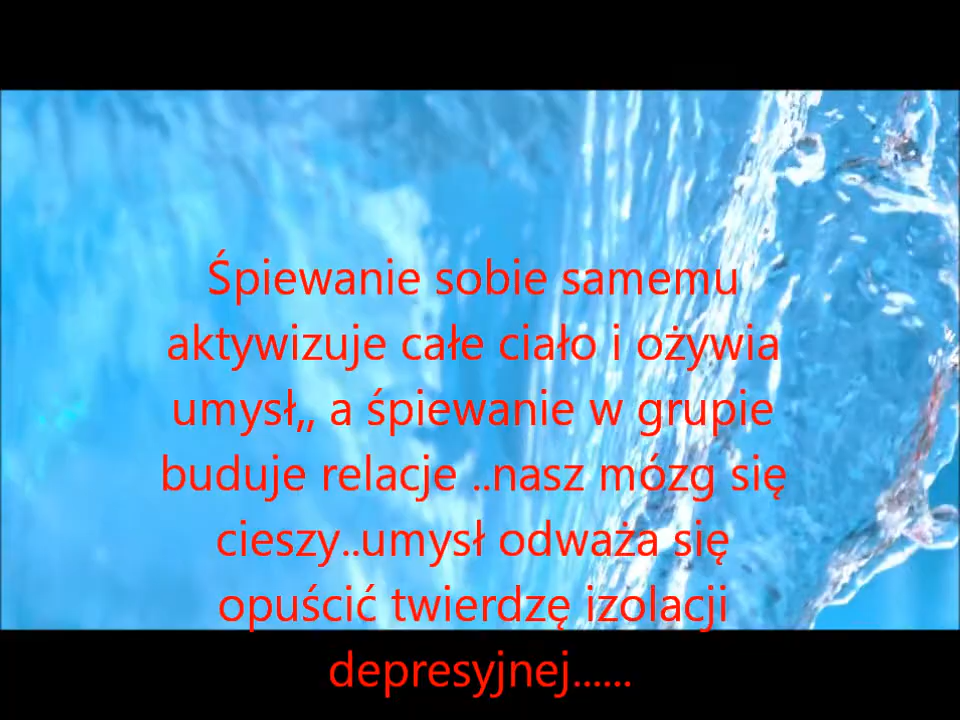 Śpiewanie sobie samemu
aktywizuje całe ciało i ożywia
umysł,, a śpiewanie w grupie
buduje relacje ..nasz mózg się
cieszy..umysł odważa się
opuścić twierdzę izolacji
depresyjnej......